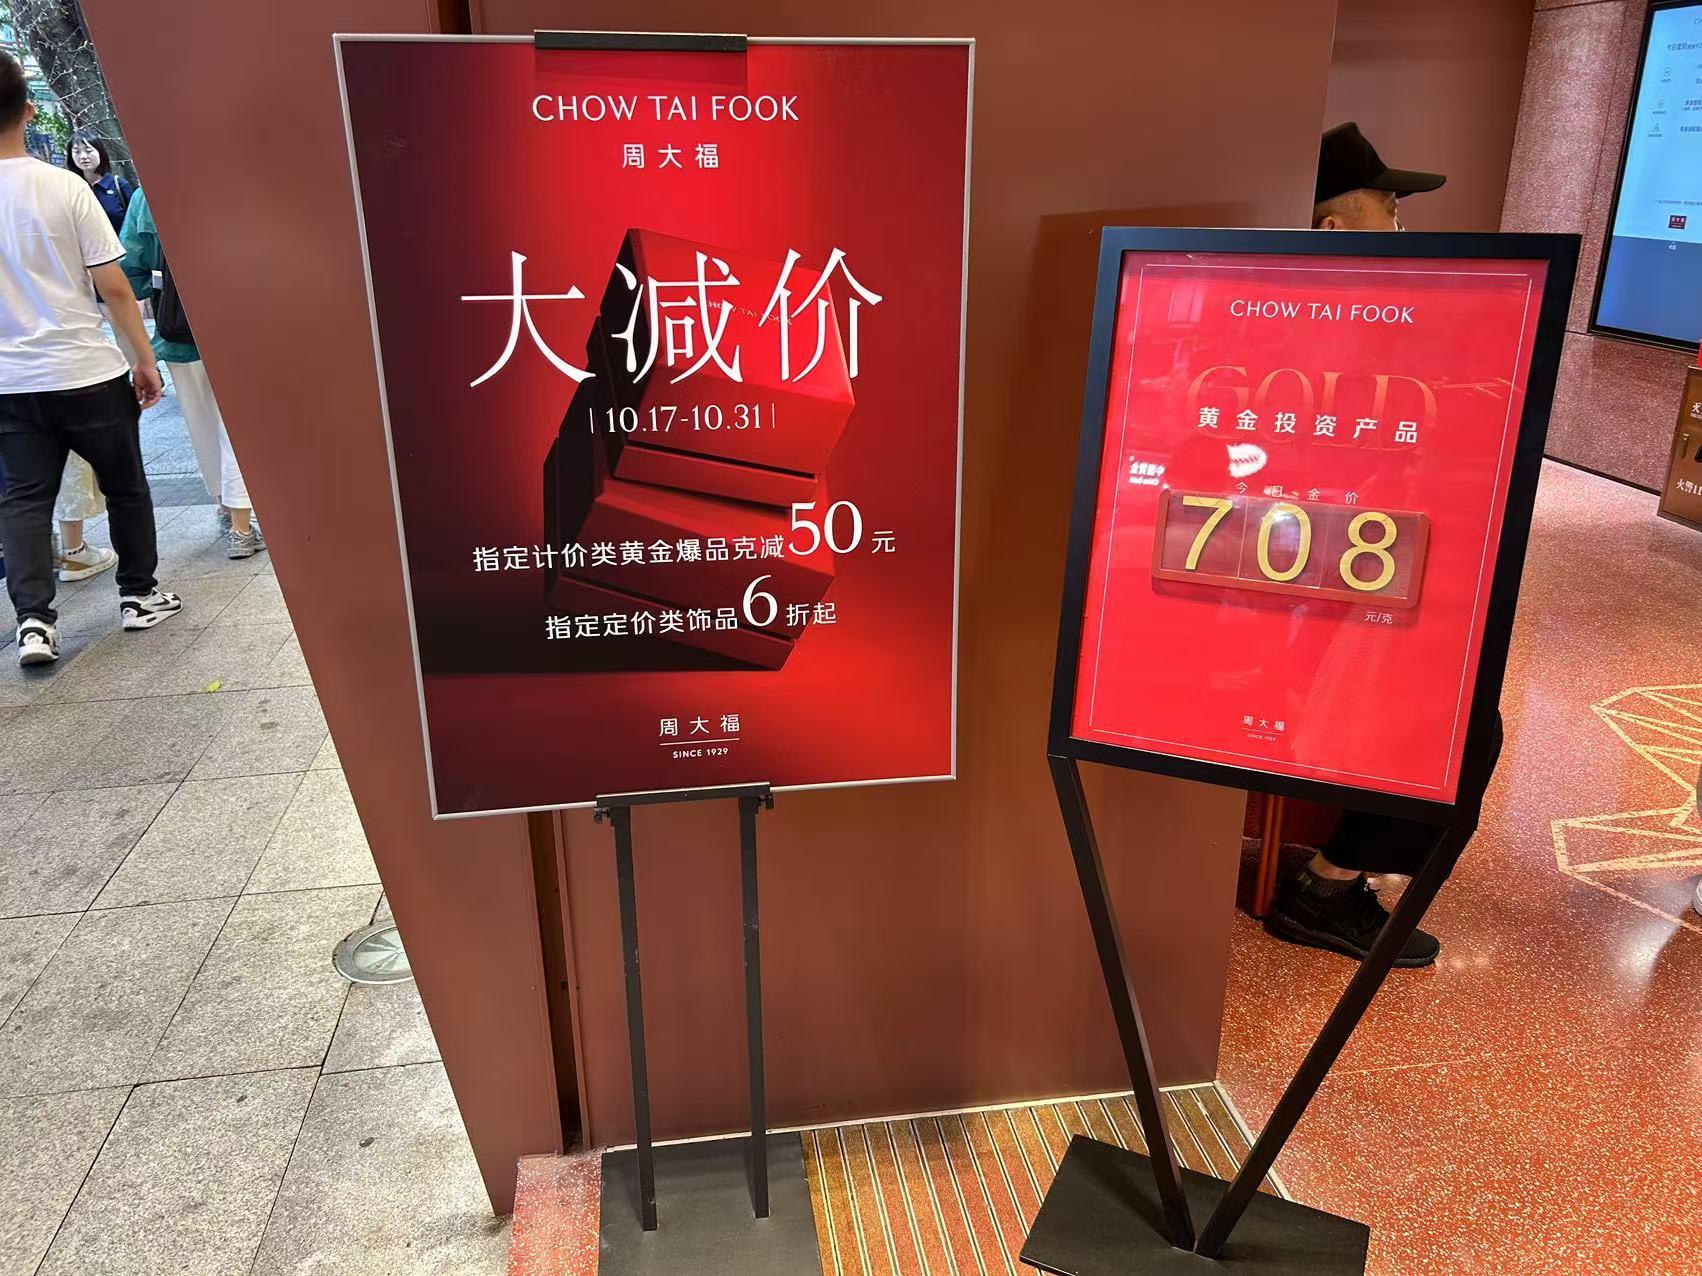 CHOW TAI FOOK
周大福
大减价
10.17-10.31
指定计价类黄金爆品克减50元
指定定价类饰品6折起
周大福
SINCE 1929
CHOW TAI FOOK
GOLD
黄金投资产品
今日金价
708
元/克
周大福
SINCE 1929